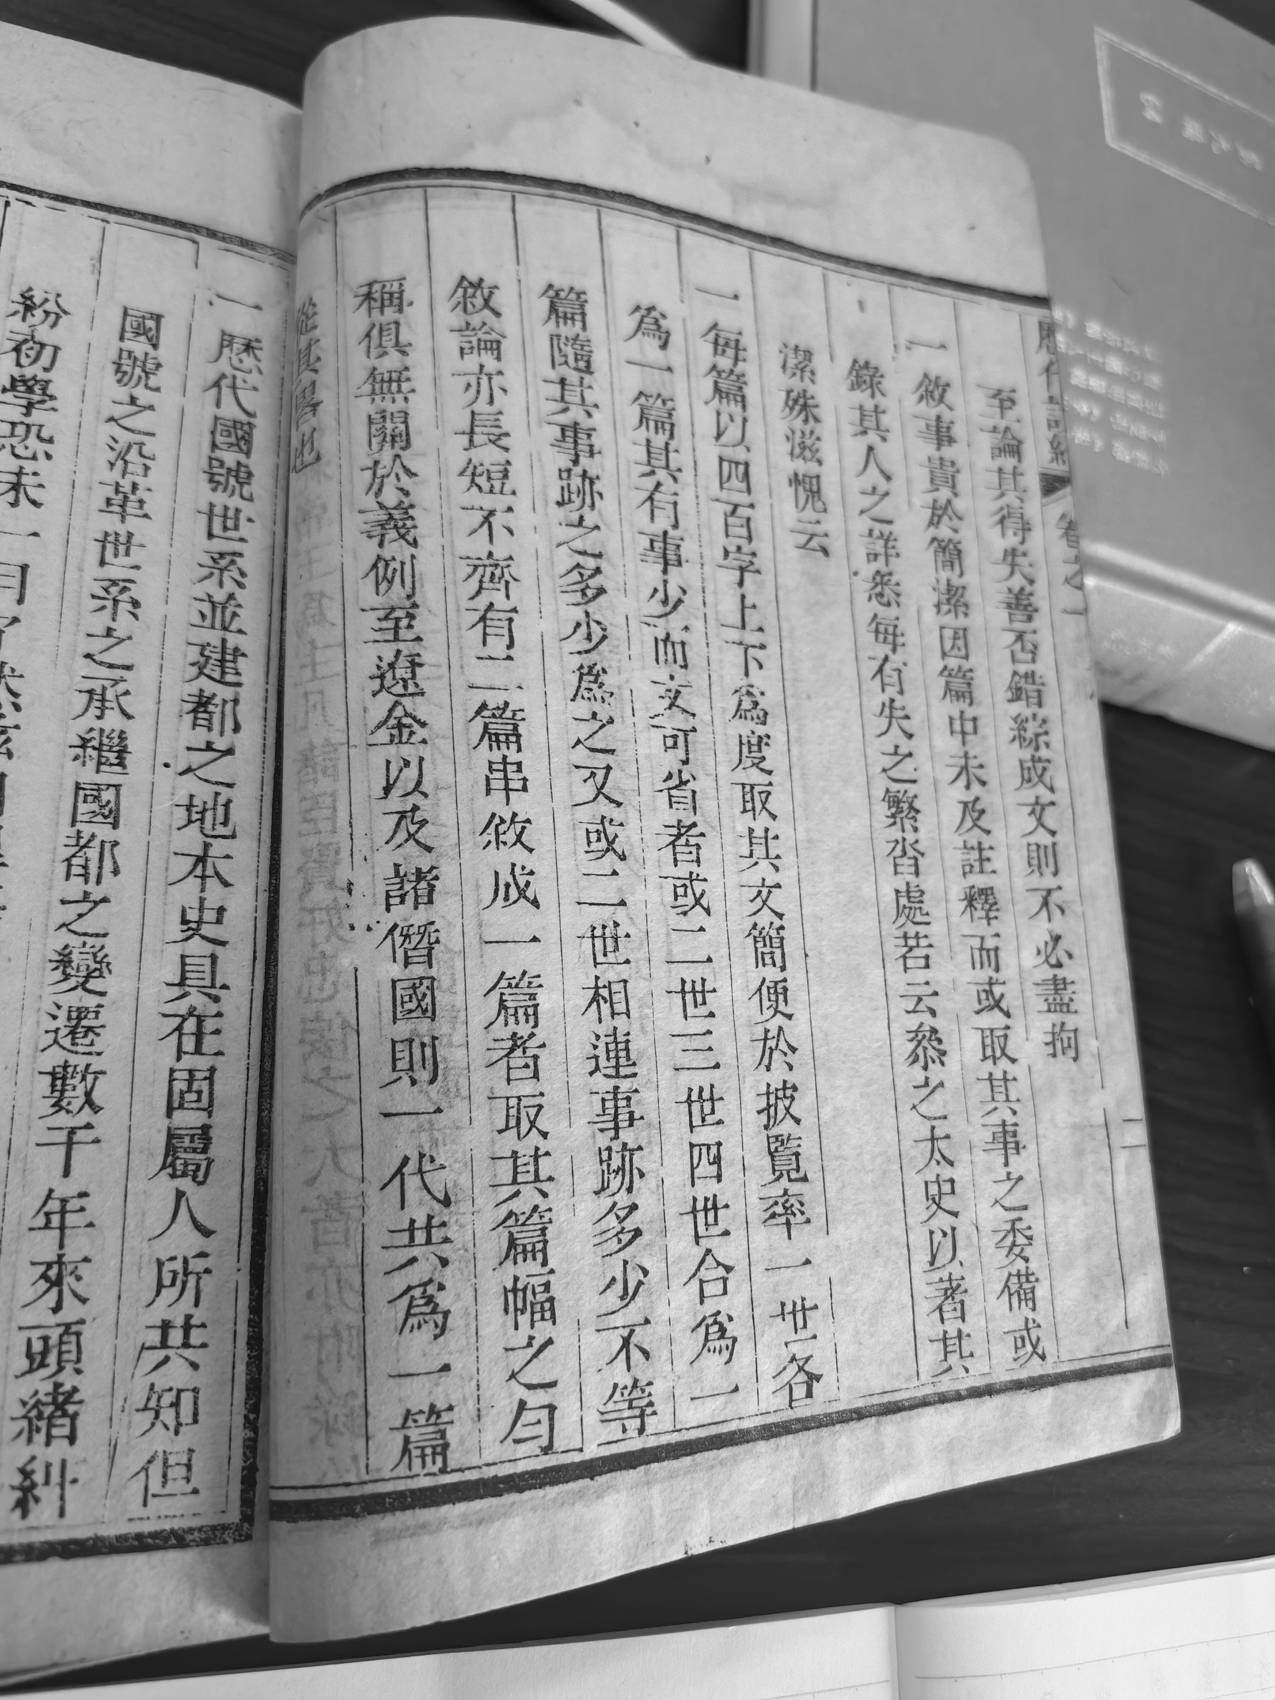 至論其得失善否錯綜成文則不必盡拘
一敘事貴於簡潔因篇中未及註釋而或取其事之委備或
錄其人之詳悉每有失之繁沓處若云叅之太史以著其
潔殊滋愧云
一每篇以四百字上下爲度取其文簡便於披覽率一世各
爲一篇其有事少而文可省者或二世三世四世合爲一
篇隨其事跡之多少爲之又或二世相連事跡多少不等
敘論亦長短不齊有二篇串敘成一篇者取其篇幅之勻
稱俱無關於義例至遼金以及諸僭國則一代共爲一篇
一歷代國號世系並建都之地本史具在固屬人所共知但
國號之沿革世系之承繼國都之變遷數千年來頭緒糾
紛初學恐未
卷之一
二